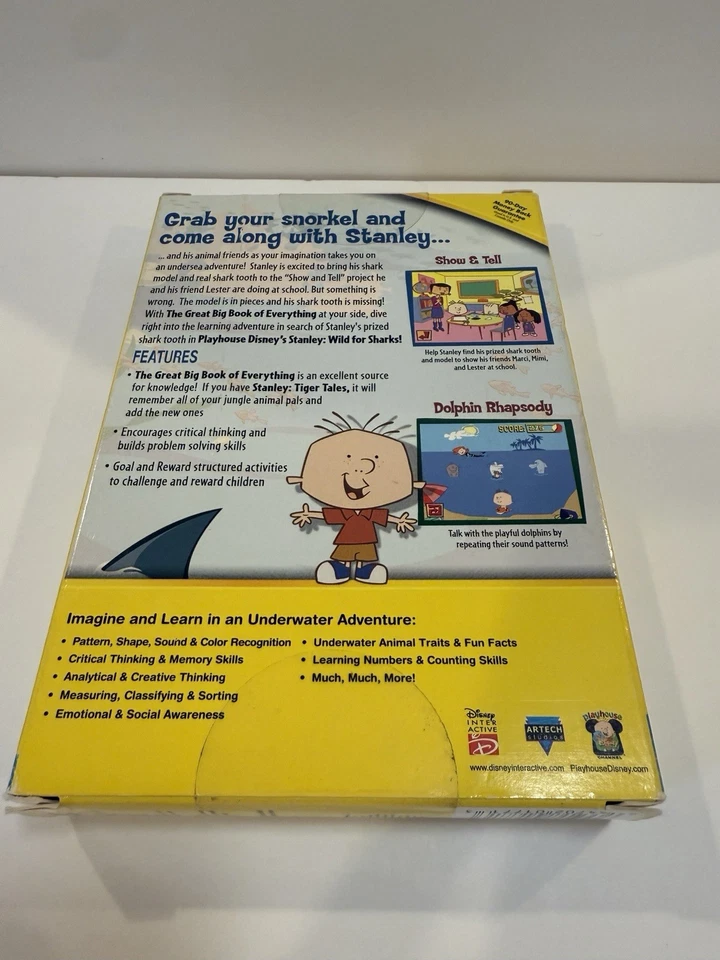 Grab your snorkel and
come along with Stanley...
... and his animal friends as your imagination takes you on
an undersea adventure! Stanley is excited to bring his shark
model and real shark tooth to the "Show and Tell" project he
and his friend Lester are doing at school. But something is
wrong. The model is in pieces and his shark tooth is missing!
With The Great Big Book of Everything at your side, dive
right into the learning adventure in search of Stanley's prized
shark tooth in Playhouse Disney's Stanley: Wild for Sharks!
FEATURES
• The Great Big Book of Everything is an excellent source
for knowledge! If you have Stanley: Tiger Tales, it will
remember all of your jungle animal pals and
add the new ones
• Encourages critical thinking and
builds problem solving skills
• Goal and Reward structured activities
to challenge and reward children
90-Day
Money Back
Guarantee
Show & Tell
Help Stanley find his prized shark tooth
and model to show his friends Marci, Mimi,
and Lester at school.
Dolphin Rhapsody
SCORE:
Talk with the playful dolphins by
repeating their sound patterns!
Imagine and Learn in an Underwater Adventure:
• Pattern, Shape, Sound & Color Recognition
• Critical Thinking & Memory Skills
• Analytical & Creative Thinking
• Measuring, Classifying & Sorting
• Emotional & Social Awareness
• Underwater Animal Traits & Fun Facts
• Learning Numbers & Counting Skills
• Much, Much, More!
Disney
INTER
ACTIVE
ARTECH
studios
Playhouse
Disney
CHANNEL
www.disneyinteractive.com PlayhouseDisney.com